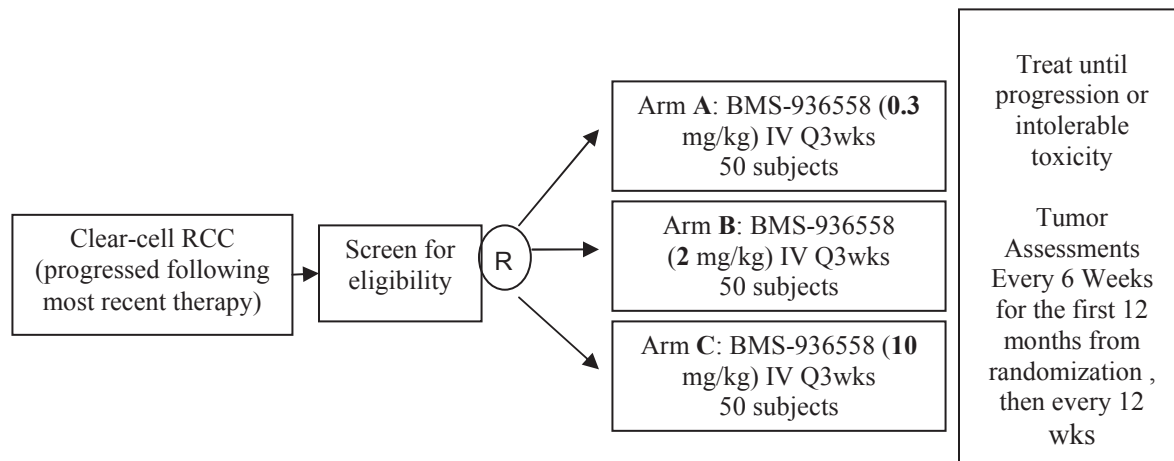 Clear-cell RCC
(progressed following
most recent therapy)
Screen for
eligibility
R
Arm A: BMS-936558 (0.3
mg/kg) IV Q3wks
50 subjects
Arm B: BMS-936558
(2 mg/kg) IV Q3wks
50 subjects
Arm C: BMS-936558 (10
mg/kg) IV Q3wks
50 subjects
Treat until
progression or
intolerable
toxicity
Tumor
Assessments
Every 6 Weeks
for the first 12
months from
randomization ,
then every 12
wks